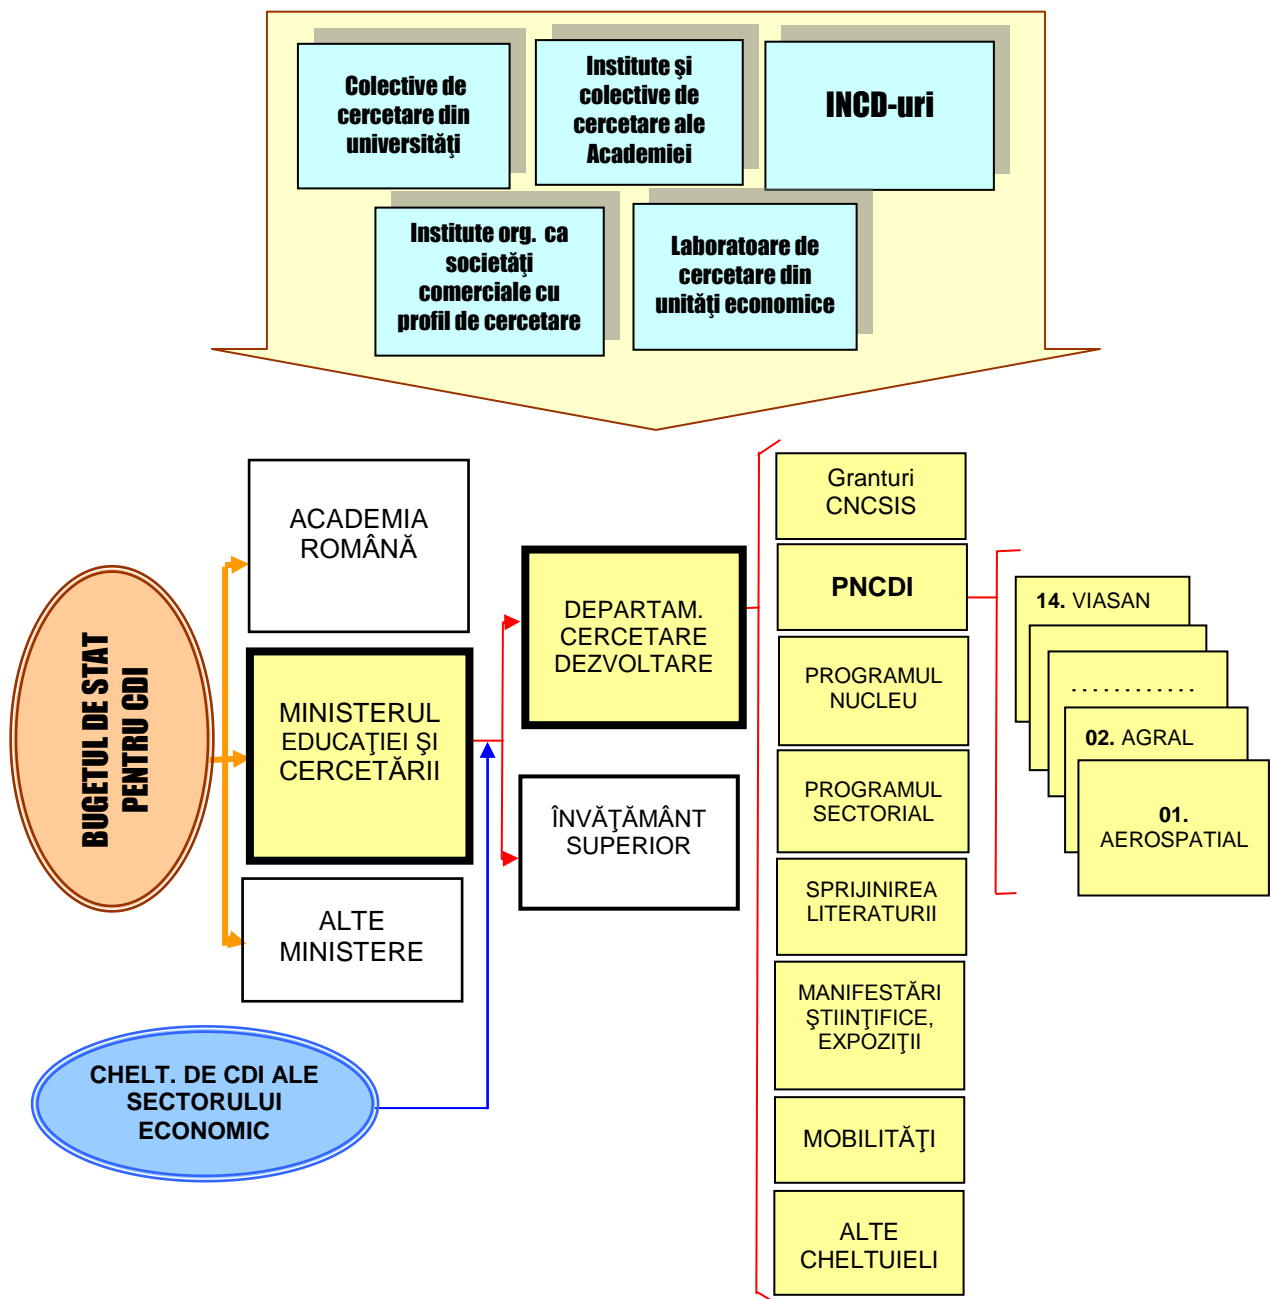 Colective de
cercetare din
universităţi
Institute şi
colective de
cercetare ale
Academiei
INCD-uri
Institute org. ca
societăţi
comerciale cu
profil de cercetare
Laboratoare de
cercetare din
unităţi economice
BUGETUL DE STAT
PENTRU CDI
ACADEMIA
ROMÂNĂ
MINISTERUL
EDUCAŢIEI ŞI
CERCETĂRII
ALTE
MINISTERE
CHELT. DE CDI ALE
SECTORULUI
ECONOMIC
DEPARTAM.
CERCETARE
DEZVOLTARE
ÎNVĂŢĂMÂNT
SUPERIOR
Granturi
CNCSIS
PNCDI
PROGRAMUL
NUCLEU
PROGRAMUL
SECTORIAL
SPRIJINIREA
LITERATURII
MANIFESTĂRI
ŞTIINŢIFICE,
EXPOZIŢII
MOBILITĂŢI
ALTE
CHELTUIELI
14. VIASAN
. . . . . . . . . . . .
02. AGRAL
01.
AEROSPATIAL